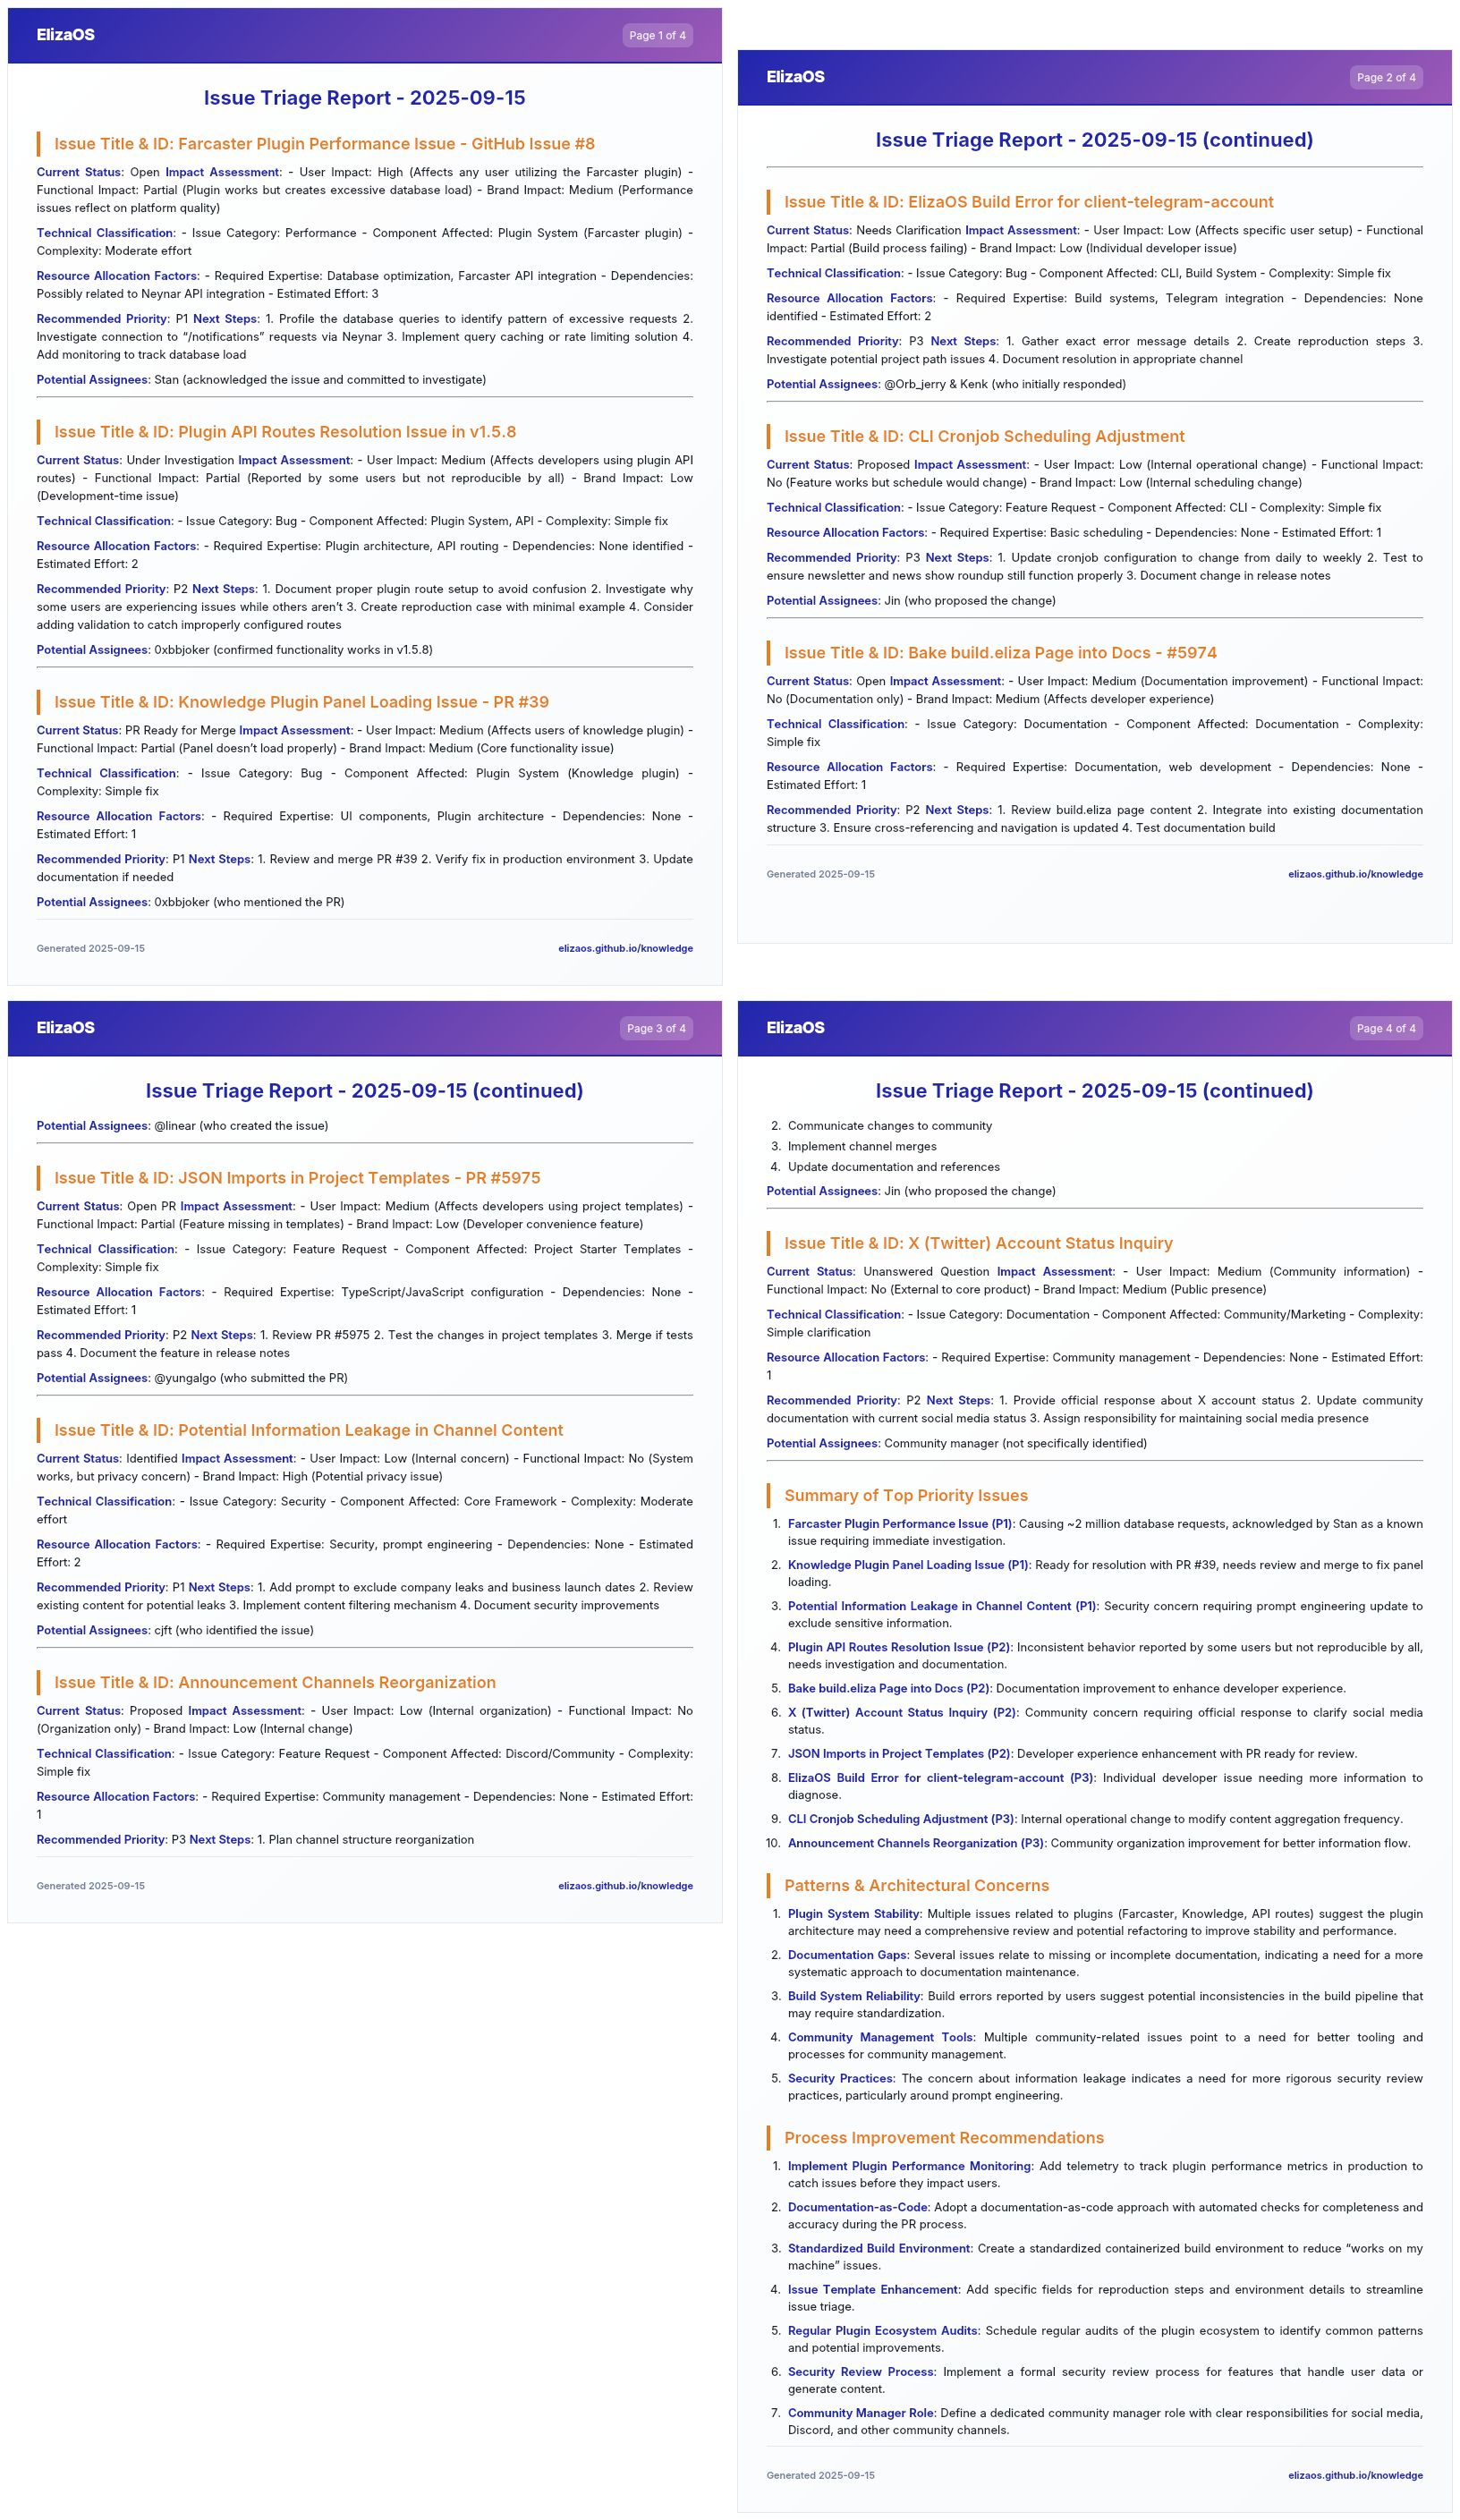 ElizaOS
Page 1 of 4
Issue Triage Report - 2025-09-15
Issue Title & ID: Farcaster Plugin Performance Issue - GitHub Issue #8
Current Status: Open Impact Assessment: - User Impact: High (Affects any user utilizing the Farcaster plugin) -
Functional Impact: Partial (Plugin works but creates excessive database load) - Brand Impact: Medium (Performance
issues reflect on platform quality)
Technical Classification: - Issue Category: Performance - Component Affected: Plugin System (Farcaster plugin) -
Complexity: Moderate effort
Resource Allocation Factors: - Required Expertise: Database optimization, Farcaster API integration - Dependencies:
Possibly related to Neynar API integration - Estimated Effort: 3
Recommended Priority: P1 Next Steps: 1. Profile the database queries to identify pattern of excessive requests 2.
Investigate connection to “/notifications” requests via Neynar 3. Implement query caching or rate limiting solution 4.
Add monitoring to track database load
Potential Assignees: Stan (acknowledged the issue and committed to investigate)
Issue Title & ID: Plugin API Routes Resolution Issue in v1.5.8
Current Status: Under Investigation Impact Assessment: - User Impact: Medium (Affects developers using plugin API
routes) - Functional Impact: Partial (Reported by some users but not reproducible by all) - Brand Impact: Low
(Development-time issue)
Technical Classification: - Issue Category: Bug - Component Affected: Plugin System, API - Complexity: Simple fix
Resource Allocation Factors: - Required Expertise: Plugin architecture, API routing - Dependencies: None identified -
Estimated Effort: 2
Recommended Priority: P2 Next Steps: 1. Document proper plugin route setup to avoid confusion 2. Investigate why
some users are experiencing issues while others aren’t 3. Create reproduction case with minimal example 4. Consider
adding validation to catch improperly configured routes
Potential Assignees: 0xbbjoker (confirmed functionality works in v1.5.8)
Issue Title & ID: Knowledge Plugin Panel Loading Issue - PR #39
Current Status: PR Ready for Merge Impact Assessment: - User Impact: Medium (Affects users of knowledge plugin) -
Functional Impact: Partial (Panel doesn’t load properly) - Brand Impact: Medium (Core functionality issue)
Technical Classification: - Issue Category: Bug - Component Affected: Plugin System (Knowledge plugin) -
Complexity: Simple fix
Resource Allocation Factors: - Required Expertise: UI components, Plugin architecture - Dependencies: None -
Estimated Effort: 1
Recommended Priority: P1 Next Steps: 1. Review and merge PR #39 2. Verify fix in production environment 3. Update
documentation if needed
Potential Assignees: 0xbbjoker (who mentioned the PR)
Generated 2025-09-15
elizaos.github.io/knowledge
ElizaOS
Page 2 of 4
Issue Triage Report - 2025-09-15 (continued)
Issue Title & ID: ElizaOS Build Error for client-telegram-account
Current Status: Needs Clarification Impact Assessment: - User Impact: Low (Affects specific user setup) - Functional
Impact: Partial (Build process failing) - Brand Impact: Low (Individual developer issue)
Technical Classification: - Issue Category: Bug - Component Affected: CLI, Build System - Complexity: Simple fix
Resource Allocation Factors: - Required Expertise: Build systems, Telegram integration - Dependencies: None
identified - Estimated Effort: 2
Recommended Priority: P3 Next Steps: 1. Gather exact error message details 2. Create reproduction steps 3.
Investigate potential project path issues 4. Document resolution in appropriate channel
Potential Assignees: @Orb_jerry & Kenk (who initially responded)
Issue Title & ID: CLI Cronjob Scheduling Adjustment
Current Status: Proposed Impact Assessment: - User Impact: Low (Internal operational change) - Functional Impact:
No (Feature works but schedule would change) - Brand Impact: Low (Internal scheduling change)
Technical Classification: - Issue Category: Feature Request - Component Affected: CLI - Complexity: Simple fix
Resource Allocation Factors: - Required Expertise: Basic scheduling - Dependencies: None - Estimated Effort: 1
Recommended Priority: P3 Next Steps: 1. Update cronjob configuration to change from daily to weekly 2. Test to
ensure newsletter and news show roundup still function properly 3. Document change in release notes
Potential Assignees: Jin (who proposed the change)
Issue Title & ID: Bake build.eliza Page into Docs - #5974
Current Status: Open Impact Assessment: - User Impact: Medium (Documentation improvement) - Functional Impact:
No (Documentation only) - Brand Impact: Medium (Affects developer experience)
Technical Classification: - Issue Category: Documentation - Component Affected: Documentation - Complexity:
Simple fix
Resource Allocation Factors: - Required Expertise: Documentation, web development - Dependencies: None -
Estimated Effort: 1
Recommended Priority: P2 Next Steps: 1. Review build.eliza page content 2. Integrate into existing documentation
structure 3. Ensure cross-referencing and navigation is updated 4. Test documentation build
Generated 2025-09-15
elizaos.github.io/knowledge
ElizaOS
Page 3 of 4
Issue Triage Report - 2025-09-15 (continued)
Potential Assignees: @linear (who created the issue)
Issue Title & ID: JSON Imports in Project Templates - PR #5975
Current Status: Open PR Impact Assessment: - User Impact: Medium (Affects developers using project templates) -
Functional Impact: Partial (Feature missing in templates) - Brand Impact: Low (Developer convenience feature)
Technical Classification: - Issue Category: Feature Request - Component Affected: Project Starter Templates -
Complexity: Simple fix
Resource Allocation Factors: - Required Expertise: TypeScript/JavaScript configuration - Dependencies: None -
Estimated Effort: 1
Recommended Priority: P2 Next Steps: 1. Review PR #5975 2. Test the changes in project templates 3. Merge if tests
pass 4. Document the feature in release notes
Potential Assignees: @yungalgo (who submitted the PR)
Issue Title & ID: Potential Information Leakage in Channel Content
Current Status: Identified Impact Assessment: - User Impact: Low (Internal concern) - Functional Impact: No (System
works, but privacy concern) - Brand Impact: High (Potential privacy issue)
Technical Classification: - Issue Category: Security - Component Affected: Core Framework - Complexity: Moderate
effort
Resource Allocation Factors: - Required Expertise: Security, prompt engineering - Dependencies: None - Estimated
Effort: 2
Recommended Priority: P1 Next Steps: 1. Add prompt to exclude company leaks and business launch dates 2. Review
existing content for potential leaks 3. Implement content filtering mechanism 4. Document security improvements
Potential Assignees: cjft (who identified the issue)
Issue Title & ID: Announcement Channels Reorganization
Current Status: Proposed Impact Assessment: - User Impact: Low (Internal organization) - Functional Impact: No
(Organization only) - Brand Impact: Low (Internal change)
Technical Classification: - Issue Category: Feature Request - Component Affected: Discord/Community - Complexity:
Simple fix
Resource Allocation Factors: - Required Expertise: Community management - Dependencies: None - Estimated Effort:
1
Recommended Priority: P3 Next Steps: 1. Plan channel structure reorganization
Generated 2025-09-15
elizaos.github.io/knowledge
ElizaOS
Page 4 of 4
Issue Triage Report - 2025-09-15 (continued)
2. Communicate changes to community
3. Implement channel merges
4. Update documentation and references
Potential Assignees: Jin (who proposed the change)
Issue Title & ID: X (Twitter) Account Status Inquiry
Current Status: Unanswered Question Impact Assessment: - User Impact: Medium (Community information) -
Functional Impact: No (External to core product) - Brand Impact: Medium (Public presence)
Technical Classification: - Issue Category: Documentation - Component Affected: Community/Marketing - Complexity:
Simple clarification
Resource Allocation Factors: - Required Expertise: Community management - Dependencies: None - Estimated Effort:
1
Recommended Priority: P2 Next Steps: 1. Provide official response about X account status 2. Update community
documentation with current social media status 3. Assign responsibility for maintaining social media presence
Potential Assignees: Community manager (not specifically identified)
Summary of Top Priority Issues
1. Farcaster Plugin Performance Issue (P1): Causing ~2 million database requests, acknowledged by Stan as a known
issue requiring immediate investigation.
2. Knowledge Plugin Panel Loading Issue (P1): Ready for resolution with PR #39, needs review and merge to fix panel
loading.
3. Potential Information Leakage in Channel Content (P1): Security concern requiring prompt engineering update to
exclude sensitive information.
4. Plugin API Routes Resolution Issue (P2): Inconsistent behavior reported by some users but not reproducible by all,
needs investigation and documentation.
5. Bake build.eliza Page into Docs (P2): Documentation improvement to enhance developer experience.
6. X (Twitter) Account Status Inquiry (P2): Community concern requiring official response to clarify social media
status.
7. JSON Imports in Project Templates (P2): Developer experience enhancement with PR ready for review.
8. ElizaOS Build Error for client-telegram-account (P3): Individual developer issue needing more information to
diagnose.
9. CLI Cronjob Scheduling Adjustment (P3): Internal operational change to modify content aggregation frequency.
10. Announcement Channels Reorganization (P3): Community organization improvement for better information flow.
Patterns & Architectural Concerns
1. Plugin System Stability: Multiple issues related to plugins (Farcaster, Knowledge, API routes) suggest the plugin
architecture may need a comprehensive review and potential refactoring to improve stability and performance.
2. Documentation Gaps: Several issues relate to missing or incomplete documentation, indicating a need for a more
systematic approach to documentation maintenance.
3. Build System Reliability: Build errors reported by users suggest potential inconsistencies in the build pipeline that
may require standardization.
4. Community Management Tools: Multiple community-related issues point to a need for better tooling and
processes for community management.
5. Security Practices: The concern about information leakage indicates a need for more rigorous security review
practices, particularly around prompt engineering.
Process Improvement Recommendations
1. Implement Plugin Performance Monitoring: Add telemetry to track plugin performance metrics in production to
catch issues before they impact users.
2. Documentation-as-Code: Adopt a documentation-as-code approach with automated checks for completeness and
accuracy during the PR process.
3. Standardized Build Environment: Create a standardized containerized build environment to reduce “works on my
machine” issues.
4. Issue Template Enhancement: Add specific fields for reproduction steps and environment details to streamline
issue triage.
5. Regular Plugin Ecosystem Audits: Schedule regular audits of the plugin ecosystem to identify common patterns
and potential improvements.
6. Security Review Process: Implement a formal security review process for features that handle user data or
generate content.
7. Community Manager Role: Define a dedicated community manager role with clear responsibilities for social media,
Discord, and other community channels.
Generated 2025-09-15
elizaos.github.io/knowledge